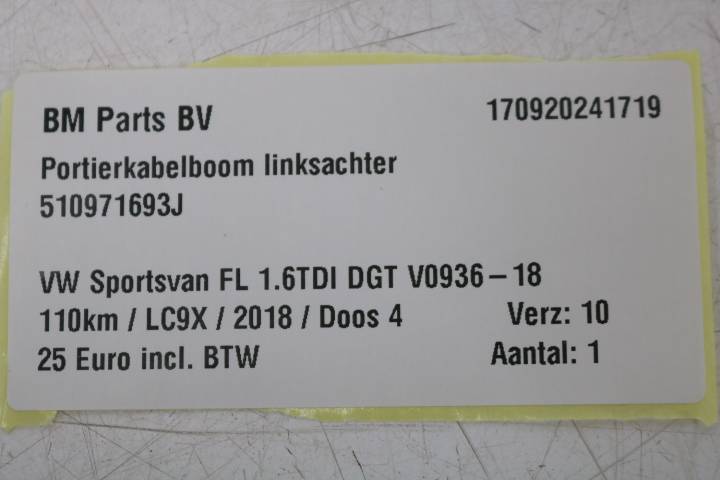 BM Parts BV 170920241719
Portierkabelboom linksachter
510971693J
VW Sportsvan FL 1.6TDI DGT V0936-18
110km / LC9X / 2018 / Doos 4 Verz: 10
25 Euro incl. BTW Aantal: 1